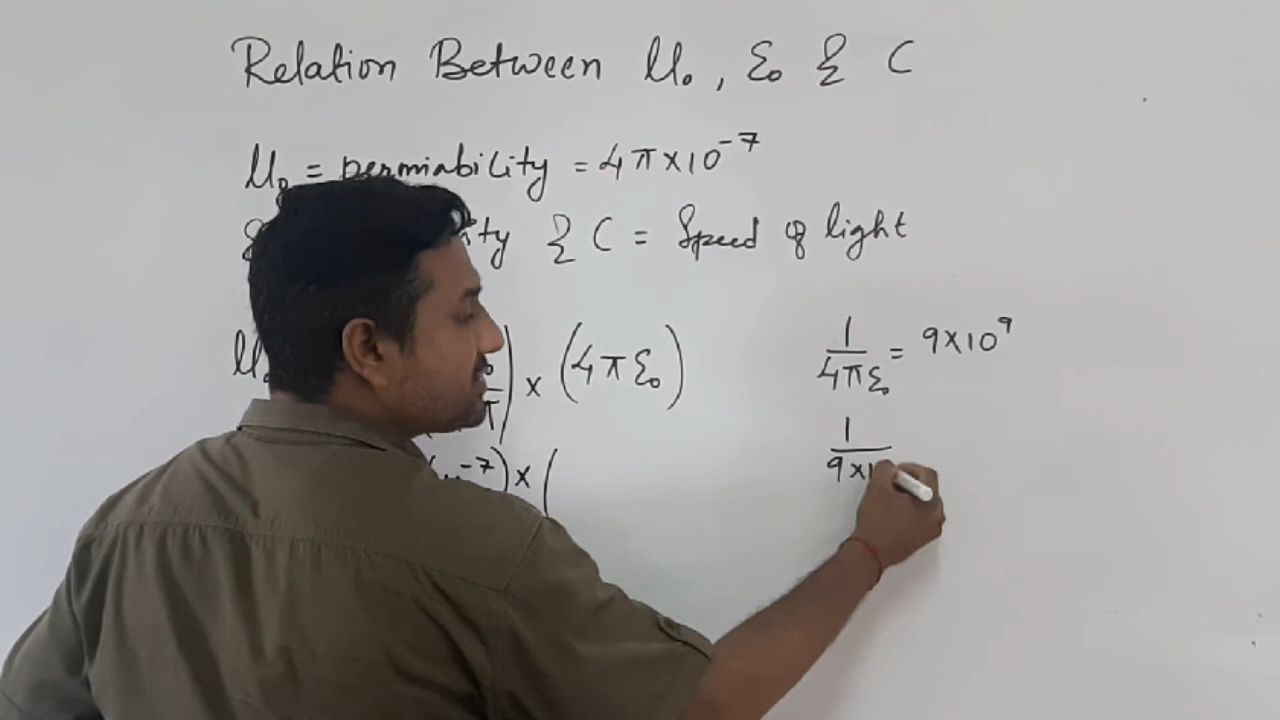 Relation Between μ₀, ε₀ & C
μ₀ = permiability = 4π×10⁻⁷
& C = Speed of light
× (4πε₀)
1/4πε₀ = 9×10⁹
⁻⁷) × (
1/9×1